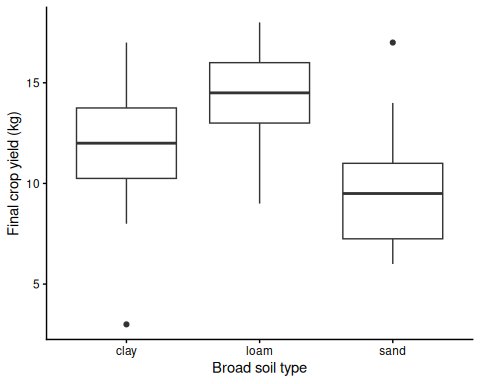 Final crop yield (kg)
15
10
5
clay loam sand
Broad soil type